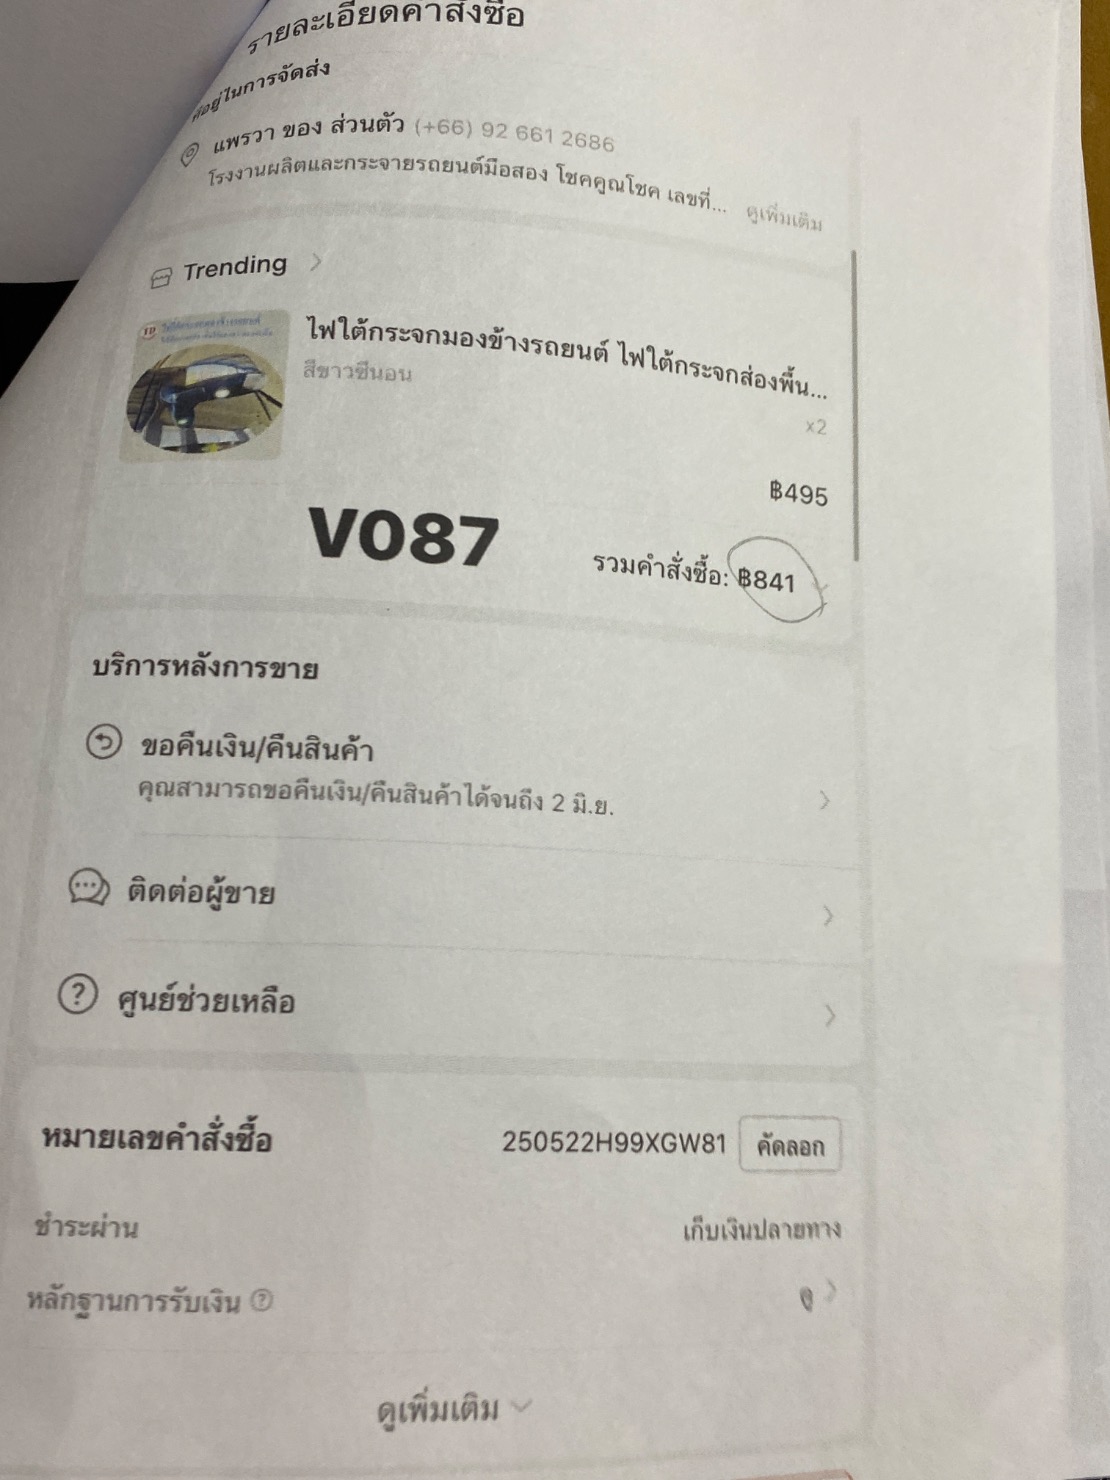 รายละเอียดคำสั่งซื้อ
ที่อยู่ในการจัดส่ง
แพรวา ของ ส่วนตัว (+66) 92 661 2686
โรงงานผลิตและกระจายรถยนต์มือสอง โชคคูณโชค เลขที่... ดูเพิ่มเติม
Trending
ไฟใต้กระจกมองข้างรถยนต์ ไฟใต้กระจกส่องพื้น...
สีขาวซีนอน
x2
฿495
V087
รวมคำสั่งซื้อ: ฿841
บริการหลังการขาย
ขอคืนเงิน/คืนสินค้า
คุณสามารถขอคืนเงิน/คืนสินค้าได้จนถึง 2 มิ.ย.
ติดต่อผู้ขาย
ศูนย์ช่วยเหลือ
หมายเลขคำสั่งซื้อ 250522H99XGW81 คัดลอก
ชำระผ่าน เก็บเงินปลายทาง
หลักฐานการรับเงิน ดู
ดูเพิ่มเติม